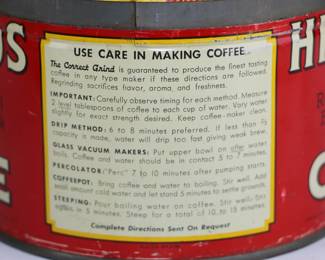 USE CARE IN MAKING COFFEE
The Correct Grind is guaranteed to produce the finest tasting
coffee in any type maker if these directions are followed.
Regrinding sacrifices flavor, aroma, and freshness.
IMPORTANT: Carefully observe timing for each method. Measure
2 level tablespoons of coffee to each cup of water. Vary water
slightly for exact strength desired. Keep coffee-maker clean.
DRIP METHOD: 6 to 8 minutes preferred. If less than
capacity is made, water will drip too fast giving weak brew.
GLASS VACUUM MAKERS: Put upper bowl on after water
boils. Coffee and water should be in contact 5 to 7 minutes.
PERCOLATOR: "Perc" 7 to 10 minutes after pumping starts.
COFFEEPOT: Bring coffee and water to boiling. Stir well. Add
small amount cold water and let stand 5 minutes to settle grounds.
STEEPING: Pour boiling water on coffee. Stir well. Stir
again in 5 minutes. Steep for a total of 10 to 15 minutes.
Complete Directions Sent On Request
OS
HI
R
E
C